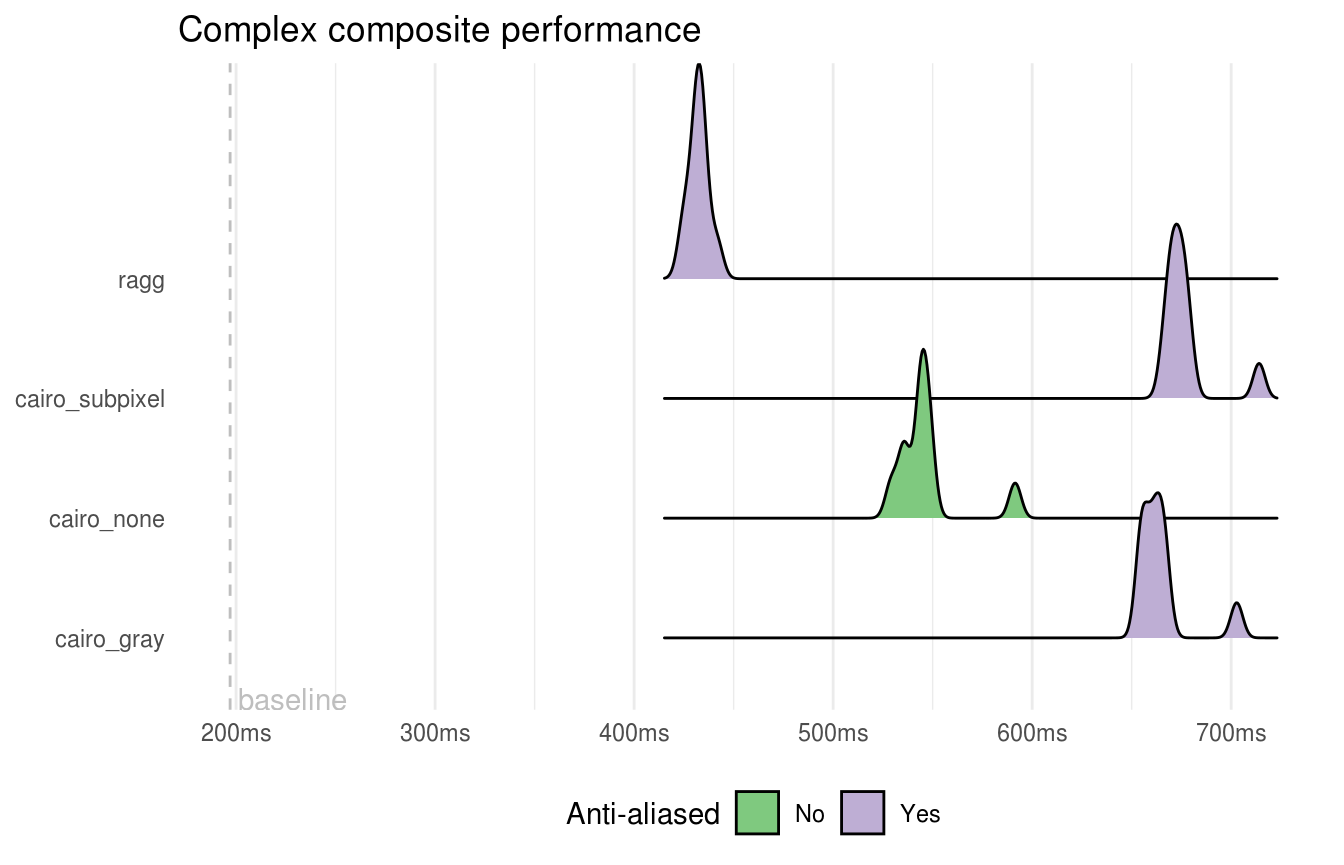 Complex composite performance
ragg
cairo_subpixel
cairo_none
cairo_gray
baseline
200ms 300ms 400ms 500ms 600ms 700ms
Anti-aliased No Yes